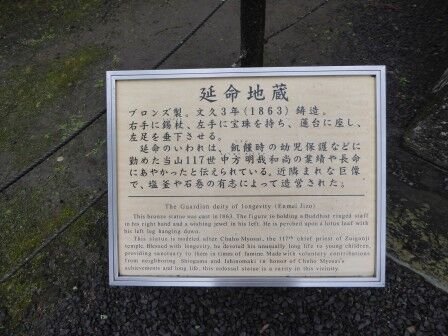 延命地蔵
ブロンズ製。文久3年(1863)鋳造。
右手に錫杖、左手に宝珠を持ち、蓮台に座し、
左足を垂下させる。
延命のいわれは、飢饉時の幼児保護などに
勤めた当山117世中方明哉和尚の業績や長命
にあやかったと伝えられている。近隣まれな巨像
で、塩釜や石巻の有志によって造営された。
The Guardian deity of longevity (Enmei Jizo)
This bronze statue was cast in 1863. The figure is holding a Buddhist ringed staff
in his right hand and a wishing jewel in his left. He is perched upon a lotus leaf with
his left leg hanging down.
This statue is modeled after Chuho Myosai, the 117th chief priest of Zuiganji
temple. Blessed with longevity, he devoted his unusually long life to young children,
providing sanctuary to them in times of famine. Made with voluntary contributions
from neighboring Shiogama and Ishinomaki in honor of Chuho Myosai's
achievements and long life, this colossal statue is a rarity in this vicinity.